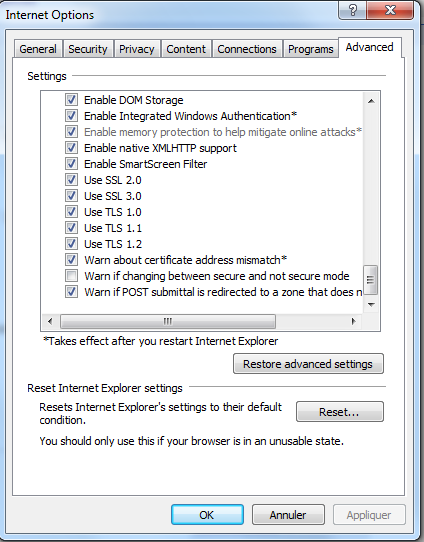 Internet Options
?
General Security Privacy Content Connections Programs Advanced
Settings
Enable DOM Storage
Enable Integrated Windows Authentication*
Enable memory protection to help mitigate online attacks*
Enable native XMLHTTP support
Enable SmartScreen Filter
Use SSL 2.0
Use SSL 3.0
Use TLS 1.0
Use TLS 1.1
Use TLS 1.2
Warn about certificate address mismatch*
Warn if changing between secure and not secure mode
Warn if POST submittal is redirected to a zone that does n
*Takes effect after you restart Internet Explorer
Restore advanced settings
Reset Internet Explorer settings
Resets Internet Explorer's settings to their default
condition.
Reset...
You should only use this if your browser is in an unusable state.
OK Annuler Appliquer